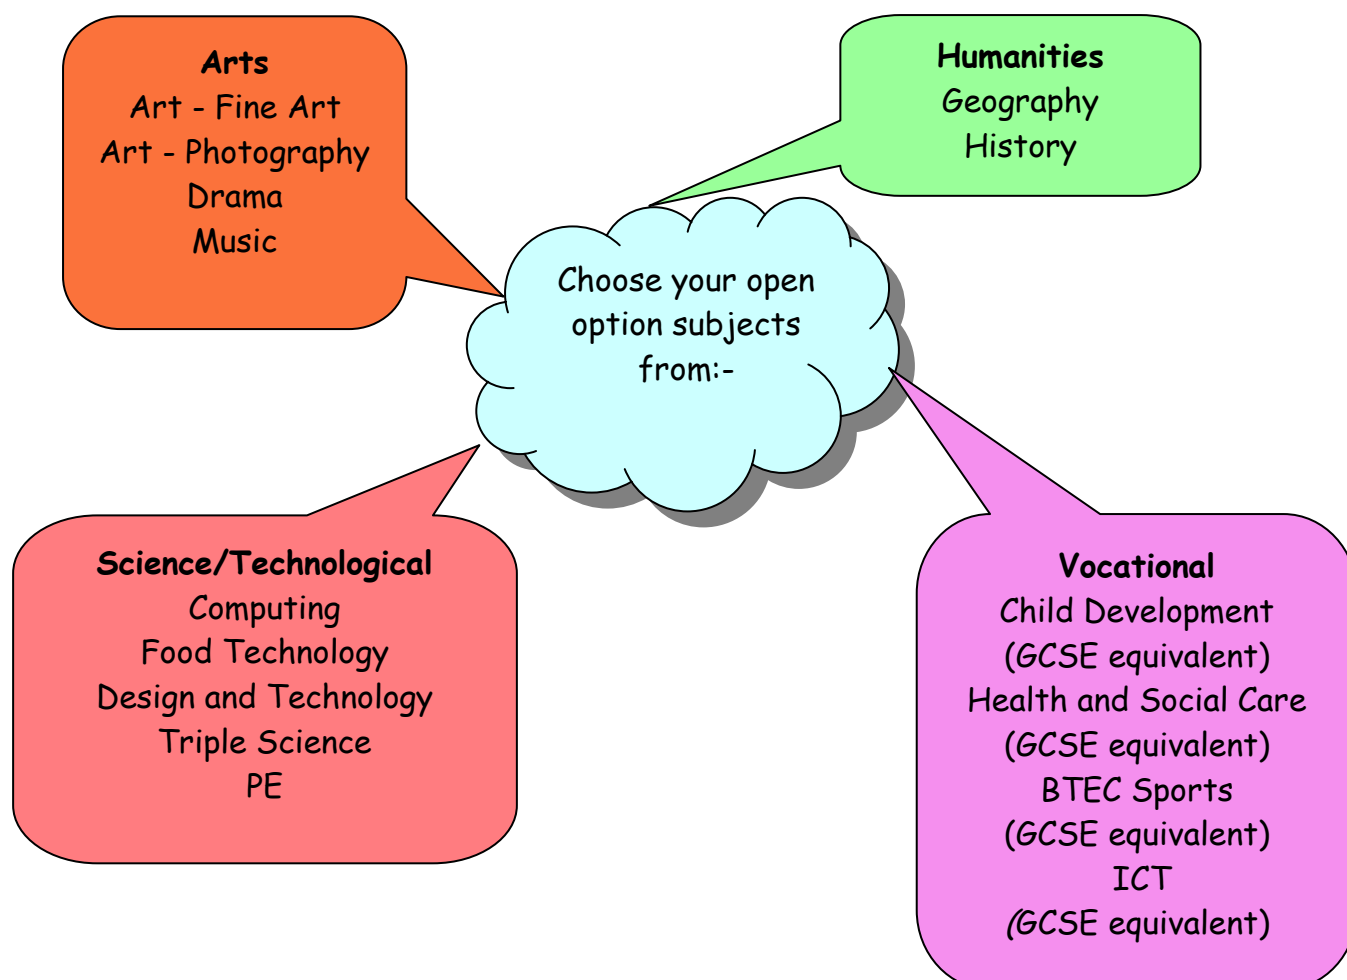 Arts
Art - Fine Art
Art - Photography
Drama
Music
Humanities
Geography
History
Choose your open
option subjects
from:-
Science/Technological
Computing
Food Technology
Design and Technology
Triple Science
PE
Vocational
Child Development
(GCSE equivalent)
Health and Social Care
(GCSE equivalent)
BTEC Sports
(GCSE equivalent)
ICT
(GCSE equivalent)